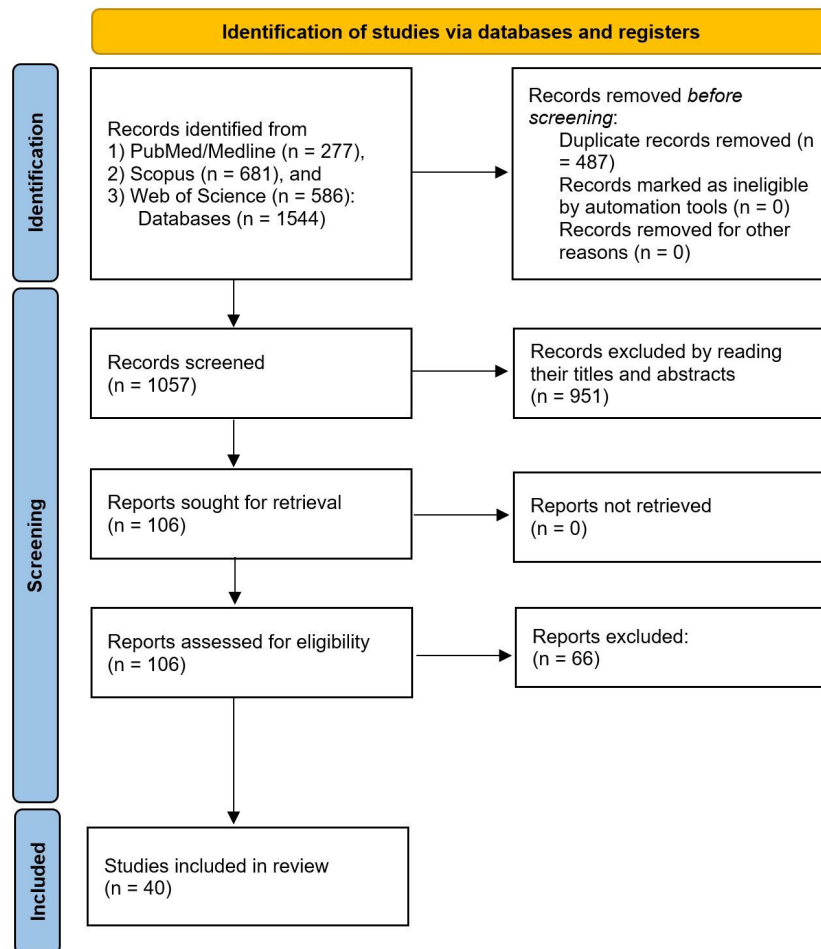 Identification of studies via databases and registers
Identification
Records identified from
1) PubMed/Medline (n = 277),
2) Scopus (n = 681), and
3) Web of Science (n = 586):
Databases (n = 1544)
Records removed before
screening:
Duplicate records removed (n
= 487)
Records marked as ineligible
by automation tools (n = 0)
Records removed for other
reasons (n = 0)
Screening
Records screened
(n = 1057)
Records excluded by reading
their titles and abstracts
(n = 951)
Reports sought for retrieval
(n = 106)
Reports not retrieved
(n = 0)
Reports assessed for eligibility
(n = 106)
Reports excluded:
(n = 66)
Included
Studies included in review
(n = 40)